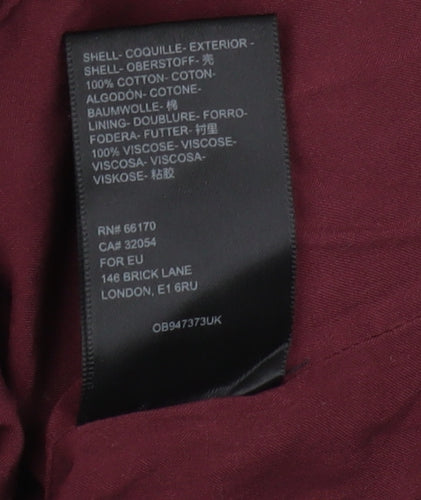 SHELL- COQUILLE- EXTERIOR -
SHELL- OBERSTOFF- 壳
100% COTTON- COTON-
ALGODÓN- COTONE-
BAUMWOLLE- 棉
LINING- DOUBLURE- FORRO-
FODERA- FUTTER- 衬里
100% VISCOSE- VISCOSE-
VISCOSA- VISCOSA-
VISKOSE- 粘胶
RN# 66170
CA# 32054
FOR EU
146 BRICK LANE
LONDON, E1 6RU
OB947373UK